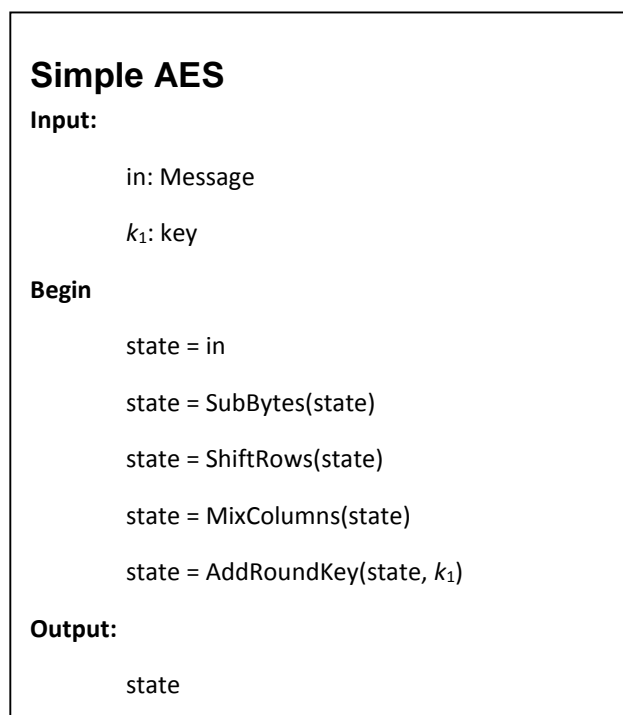 Simple AES
Input:
in: Message
k₁: key
Begin
state = in
state = SubBytes(state)
state = ShiftRows(state)
state = MixColumns(state)
state = AddRoundKey(state, k₁)
Output:
state